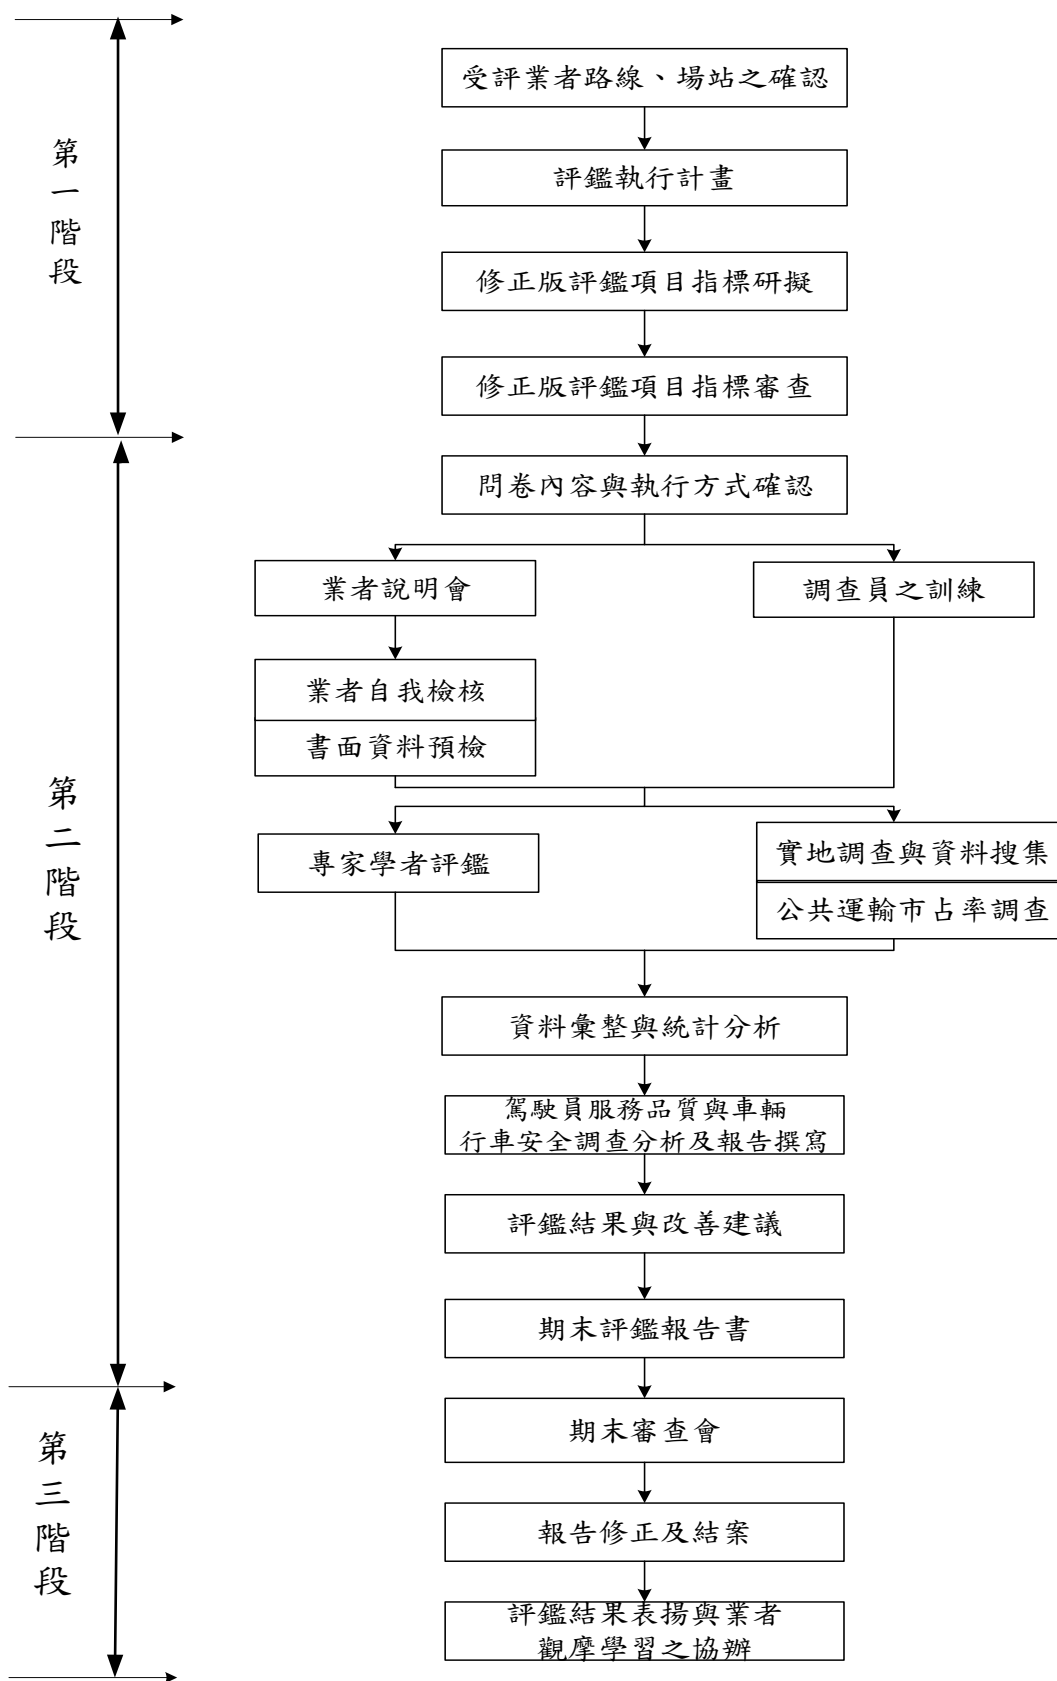 第一階段
受評業者路線、場站之確認
評鑑執行計畫
修正版評鑑項目指標研擬
修正版評鑑項目指標審查
第二階段
問卷內容與執行方式確認
業者說明會
調查員之訓練
業者自我檢核
書面資料預檢
專家學者評鑑
實地調查與資料搜集
公共運輸市占率調查
資料彙整與統計分析
駕駛員服務品質與車輛
行車安全調查分析及報告撰寫
評鑑結果與改善建議
期末評鑑報告書
第三階段
期末審查會
報告修正及結案
評鑑結果表揚與業者
觀摩學習之協辦